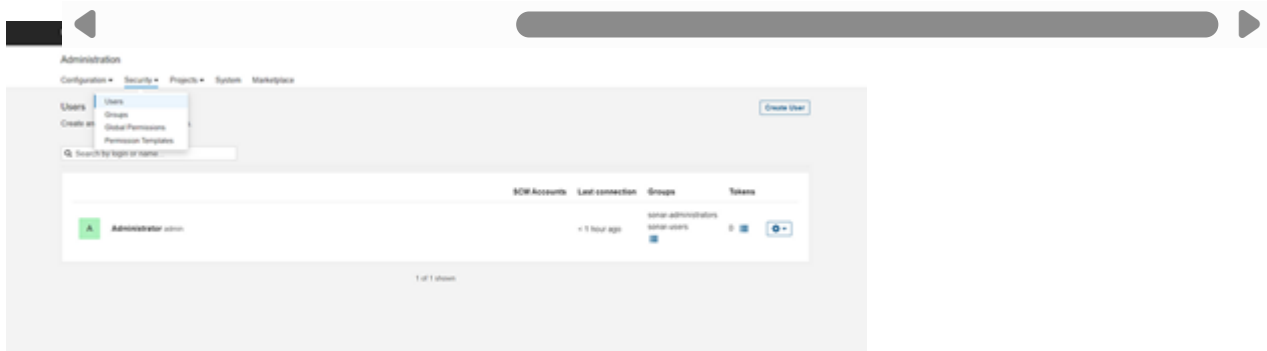 Administration
Configuration Security Projects System Marketplace
Users
Create User
Users
Groups
Create an
Global Permissions
Permission Templates
Search by login or name...
SCM Accounts Last connection Groups Tokens
A Administrator admin
< 1 hour ago
sonar-administrators
sonar-users
0
1 of 1 shown